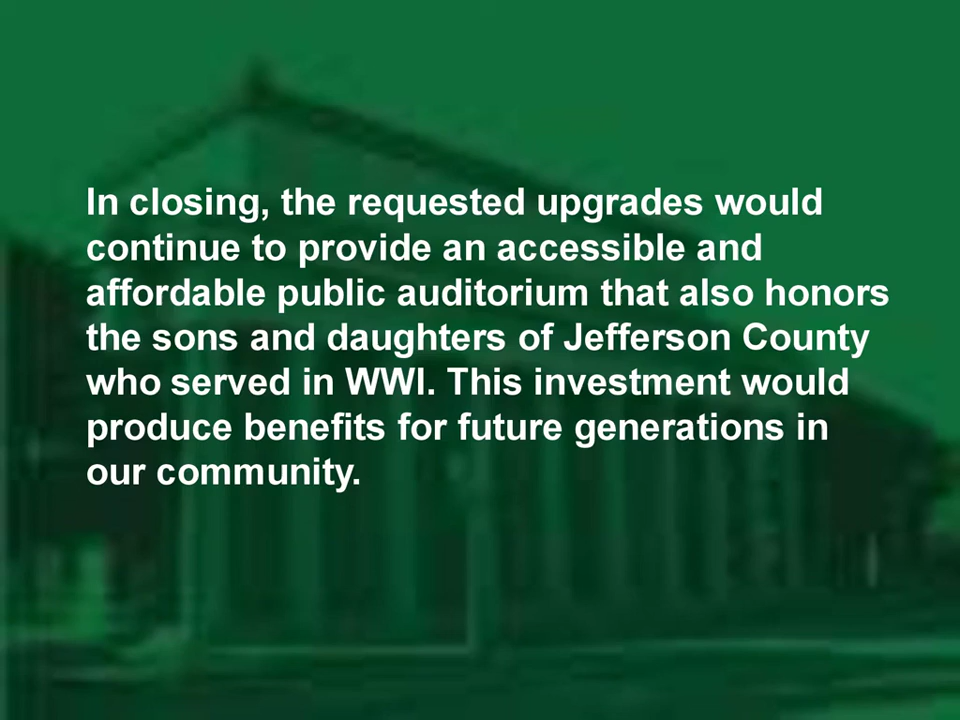 In closing, the requested upgrades would
continue to provide an accessible and
affordable public auditorium that also honors
the sons and daughters of Jefferson County
who served in WWI. This investment would
produce benefits for future generations in
our community.